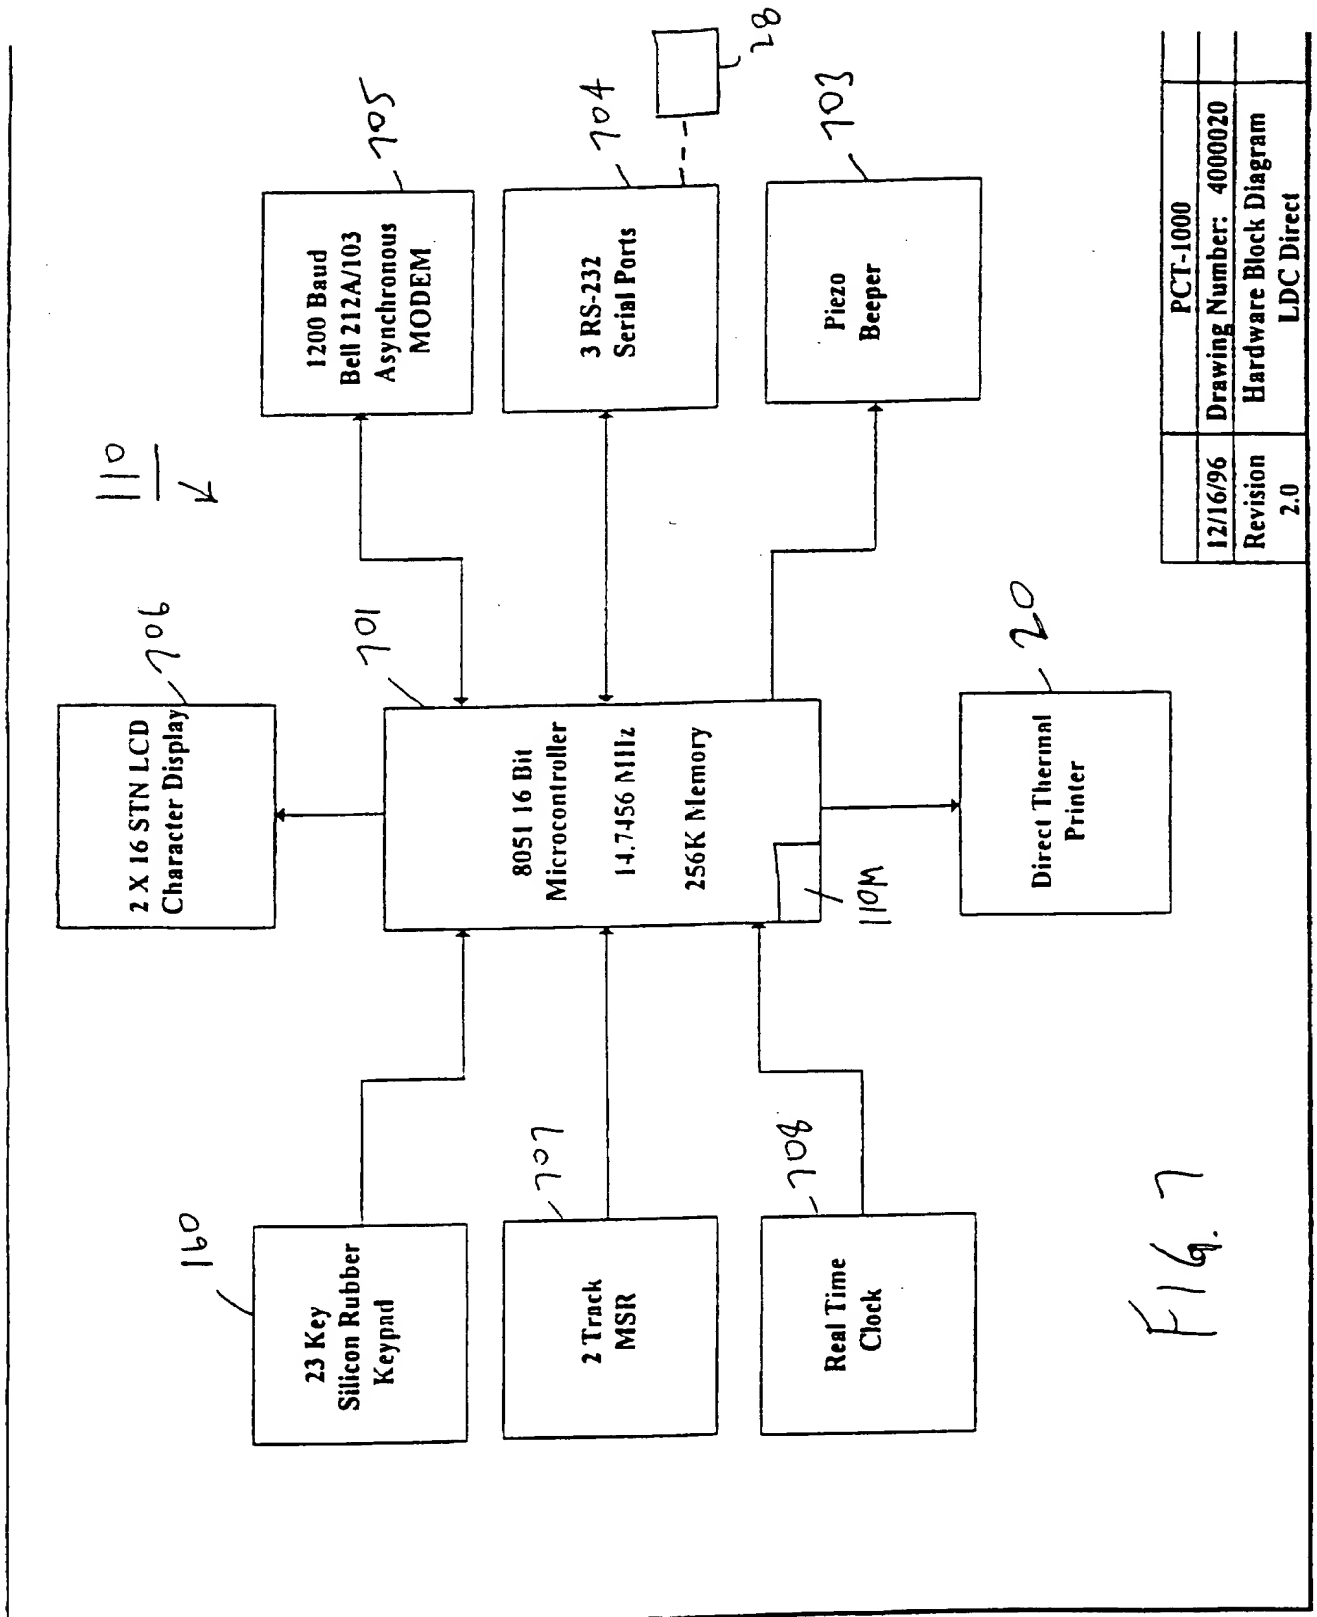 110
23 Key
Silicon Rubber
Keypad
160
2 Track
MSR
707
Real Time
Clock
708
2 X 16 STN LCD
Character Display
706
8051 16 Bit
Microcontroller
14.7456 MHz
256K Memory
701
110M
Direct Thermal
Printer
20
1200 Baud
Bell 212A/103
Asynchronous
MODEM
705
3 RS-232
Serial Ports
704
28
Piezo
Beeper
703
FIG. 7
PCT-1000
12/16/96 Drawing Number: 4000020
Revision Hardware Block Diagram
2.0 LDC Direct